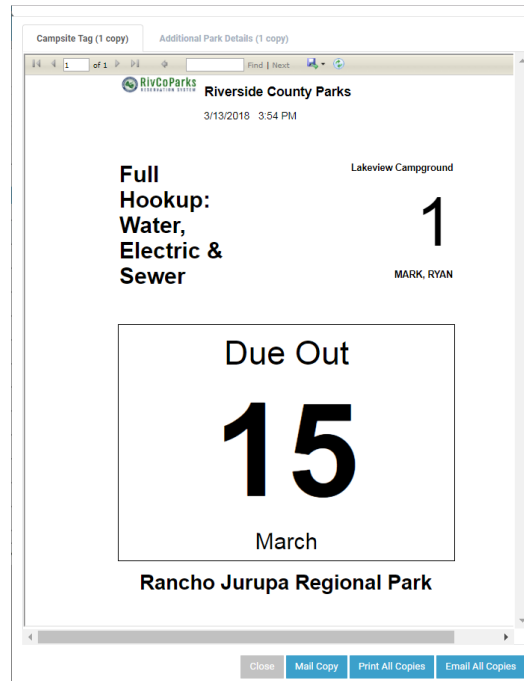 Campsite Tag (1 copy) Additional Park Details (1 copy)
1 of 1 Find | Next
RivCoParks
RESERVATION SYSTEM
Riverside County Parks
3/13/2018 3:54 PM
Full
Hookup:
Water,
Electric &
Sewer
Lakeview Campground
1
MARK, RYAN
Due Out
15
March
Rancho Jurupa Regional Park
Close Mail Copy Print All Copies Email All Copies